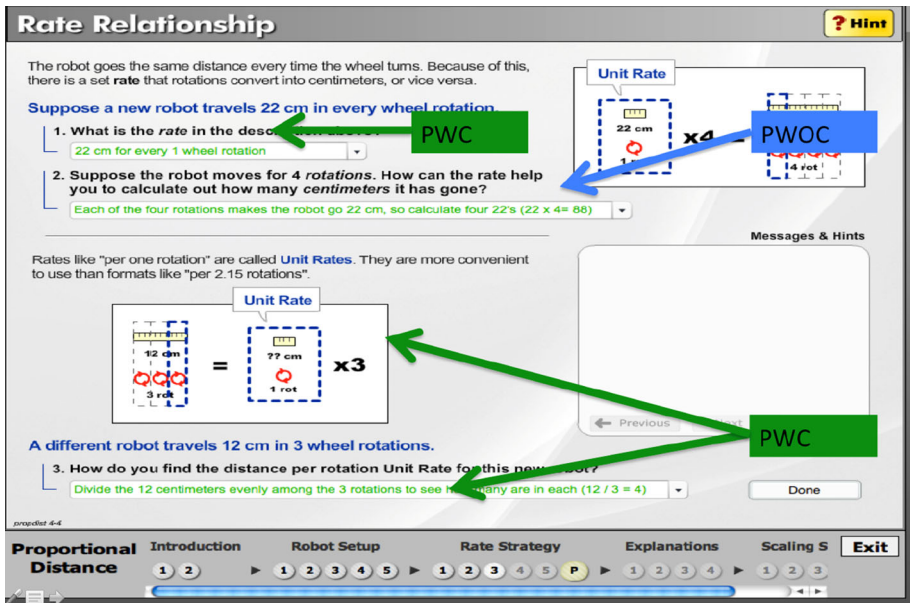 Rate Relationship
? Hint
The robot goes the same distance every time the wheel turns. Because of this,
there is a set rate that rotations convert into centimeters, or vice versa.
Suppose a new robot travels 22 cm in every wheel rotation.
1. What is the rate in the description above?
PWC
22 cm for every 1 wheel rotation
2. Suppose the robot moves for 4 rotations. How can the rate help
you to calculate out how many centimeters it has gone?
Each of the four rotations makes the robot go 22 cm, so calculate four 22's (22 x 4= 88)
Unit Rate
22 cm
x4
PWOC
4 rot
Rates like "per one rotation" are called Unit Rates. They are more convenient
to use than formats like "per 2.15 rotations".
Unit Rate
12 cm
3 rot
=
?? cm
1 rot
x3
Messages & Hints
Previous
Next
PWC
A different robot travels 12 cm in 3 wheel rotations.
3. How do you find the distance per rotation Unit Rate for this new robot?
Divide the 12 centimeters evenly among the 3 rotations to see how many are in each (12 / 3 = 4)
Done
propdist 4-4
Proportional Distance
Introduction
1 2
Robot Setup
1 2 3 4 5
Rate Strategy
1 2 3 4 5 P
Explanations
1 2 3 4
Scaling S
1 2 3
Exit